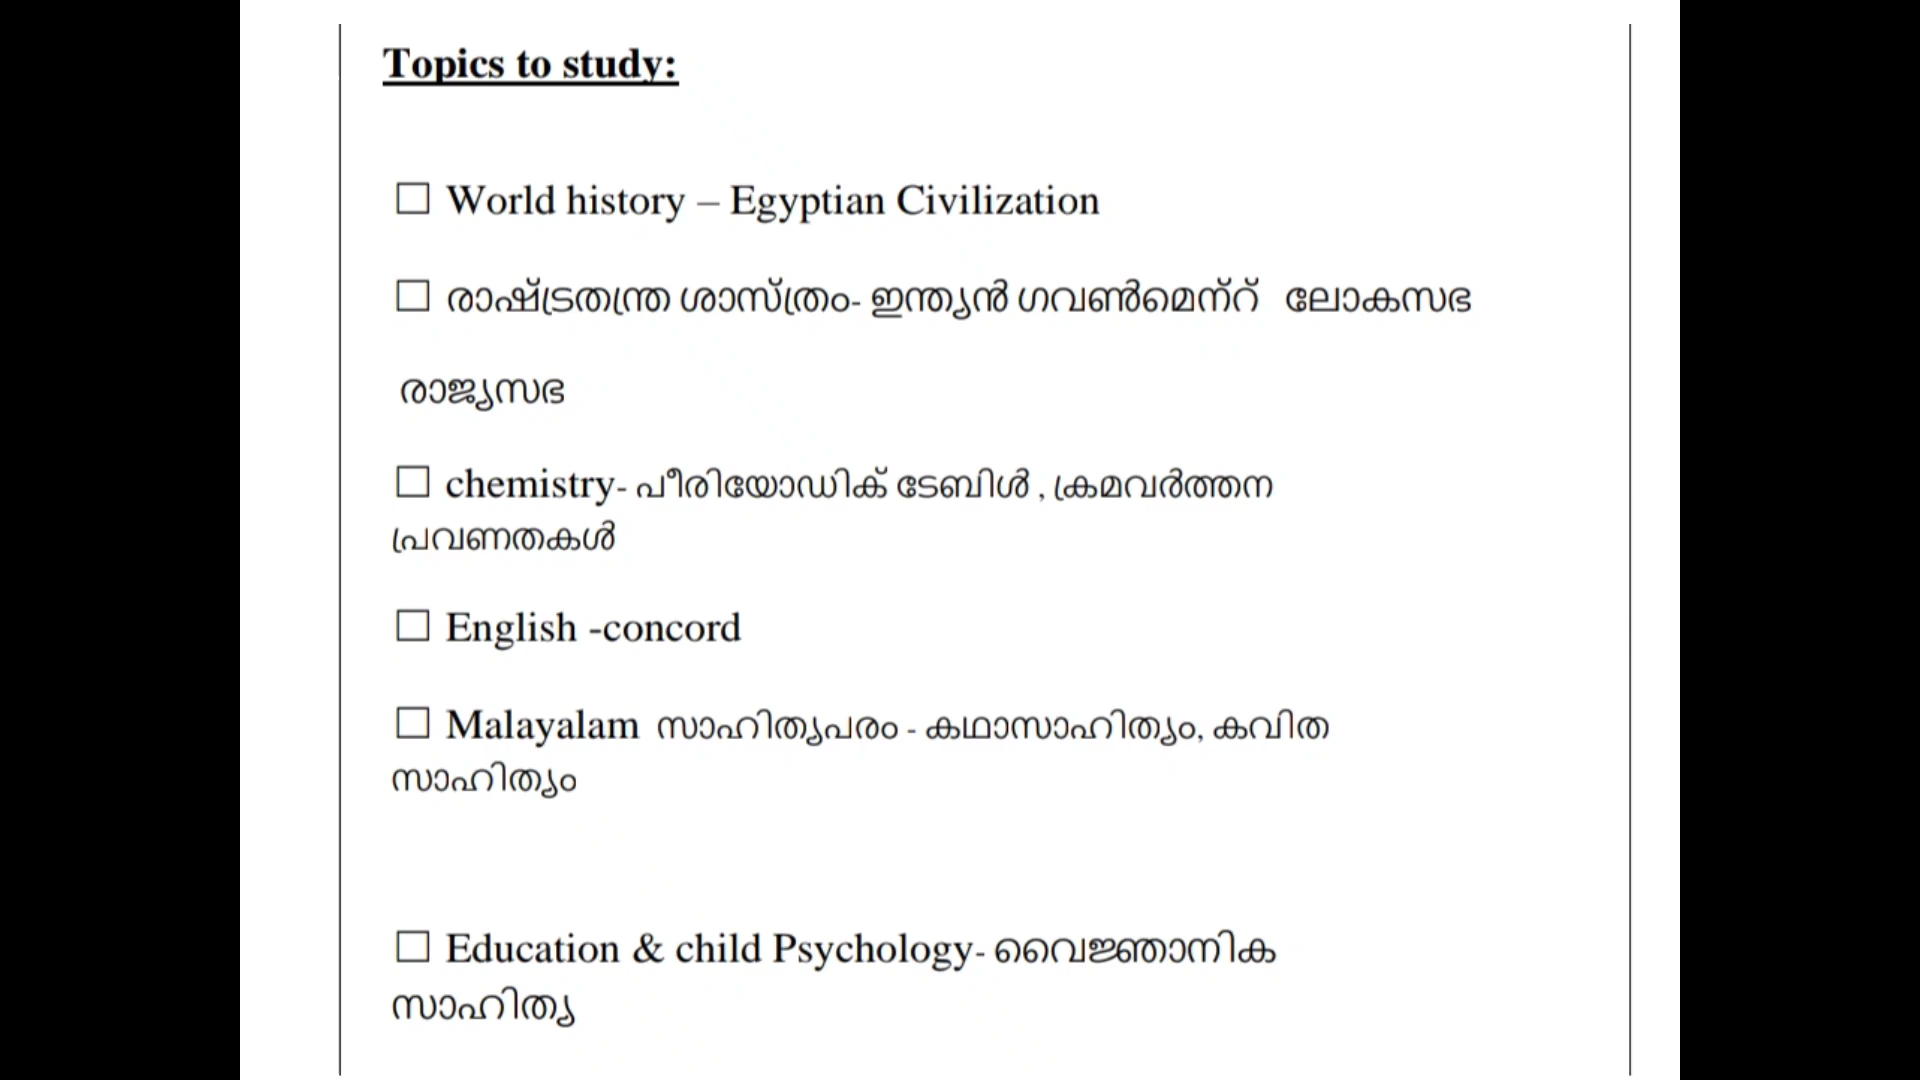 Topics to study:
☐ World history – Egyptian Civilization
☐ രാഷ്ട്രതന്ത്ര ശാസ്ത്രം- ഇന്ത്യൻ ഗവൺമെന്റ് ലോകസഭ
രാജ്യസഭ
☐ chemistry- പീരിയോഡിക് ടേബിൾ , ക്രമവർത്തന
പ്രവണതകൾ
☐ English -concord
☐ Malayalam സാഹിത്യപരം - കഥാസാഹിത്യം, കവിത
സാഹിത്യം
☐ Education & child Psychology- വൈജ്ഞാനിക
സാഹിത്യ